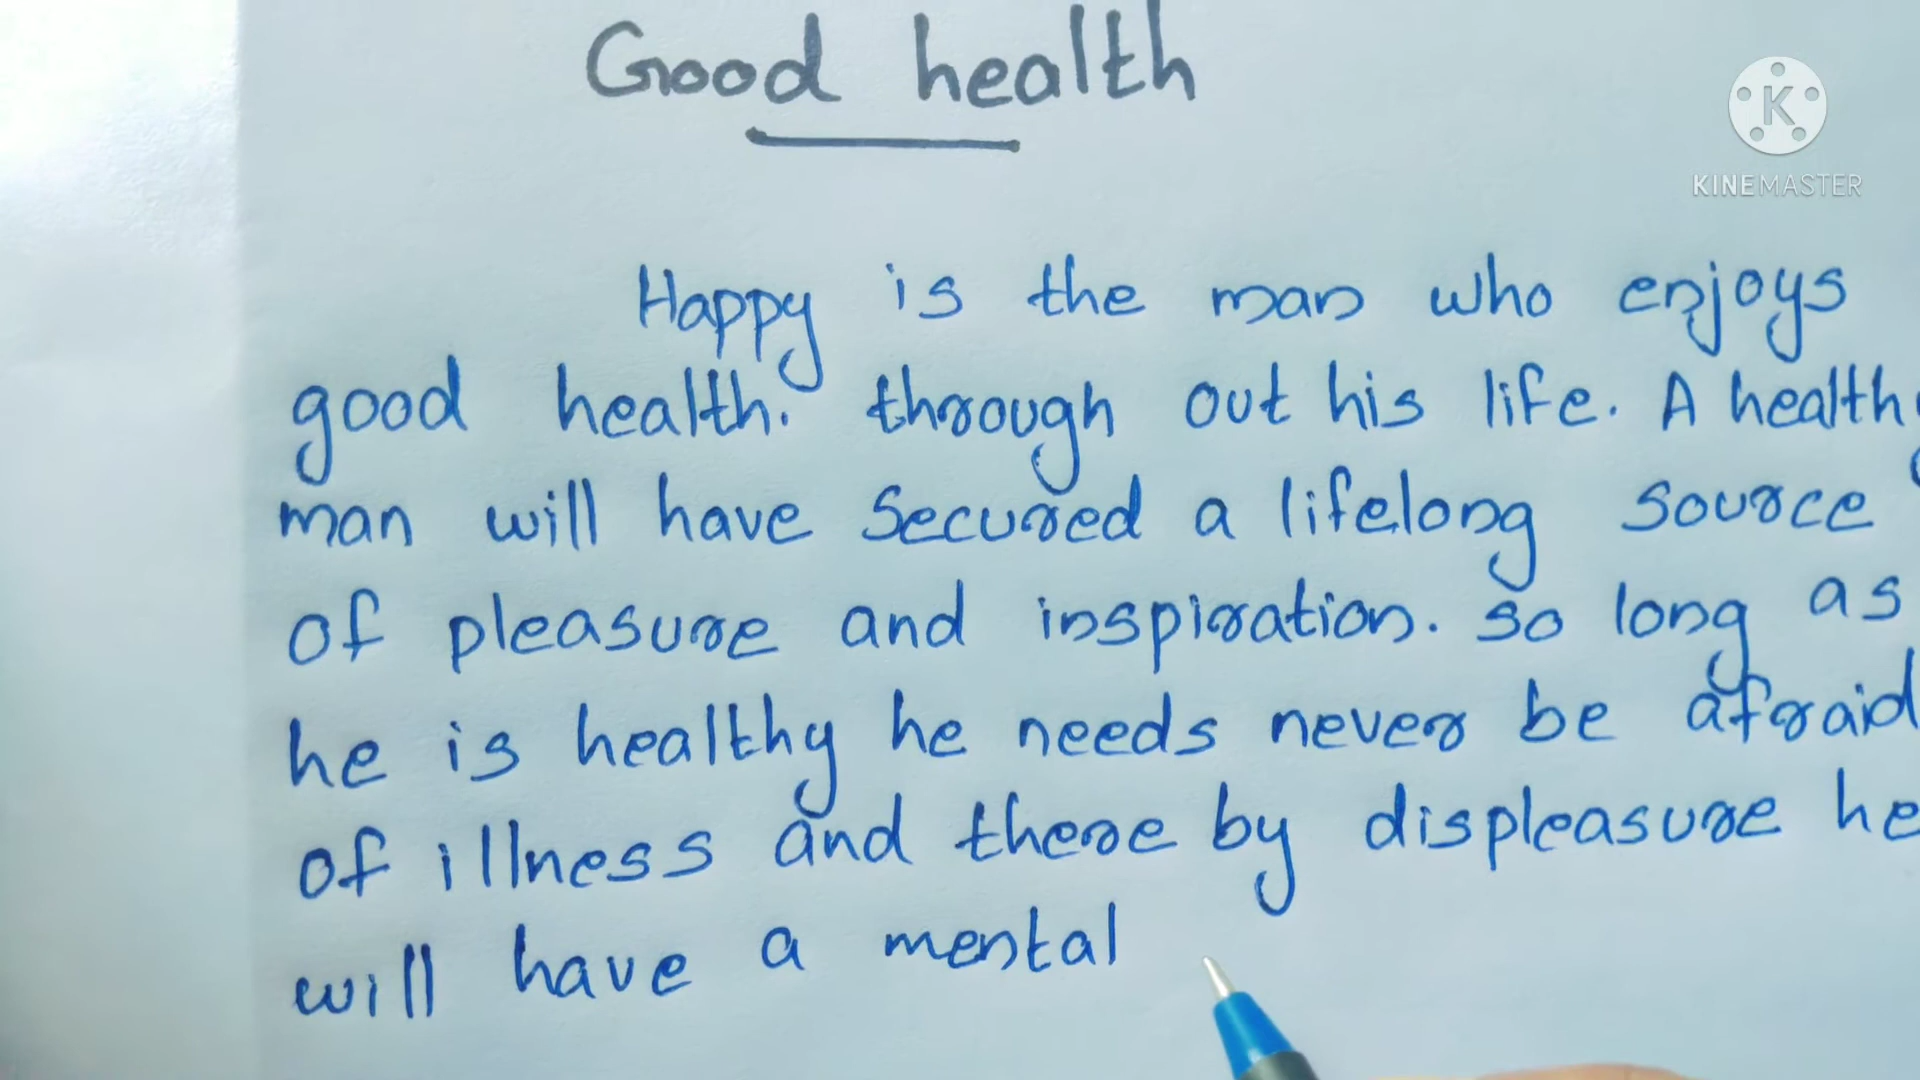 Good health
K
KINEMASTER
Happy is the man who enjoys
good health. through out his life. A healthy
man will have secured a lifelong source
of pleasure and inspiration. so long as
he is healthy he needs never be afraid
of illness and there by displeasure he
will have a mental